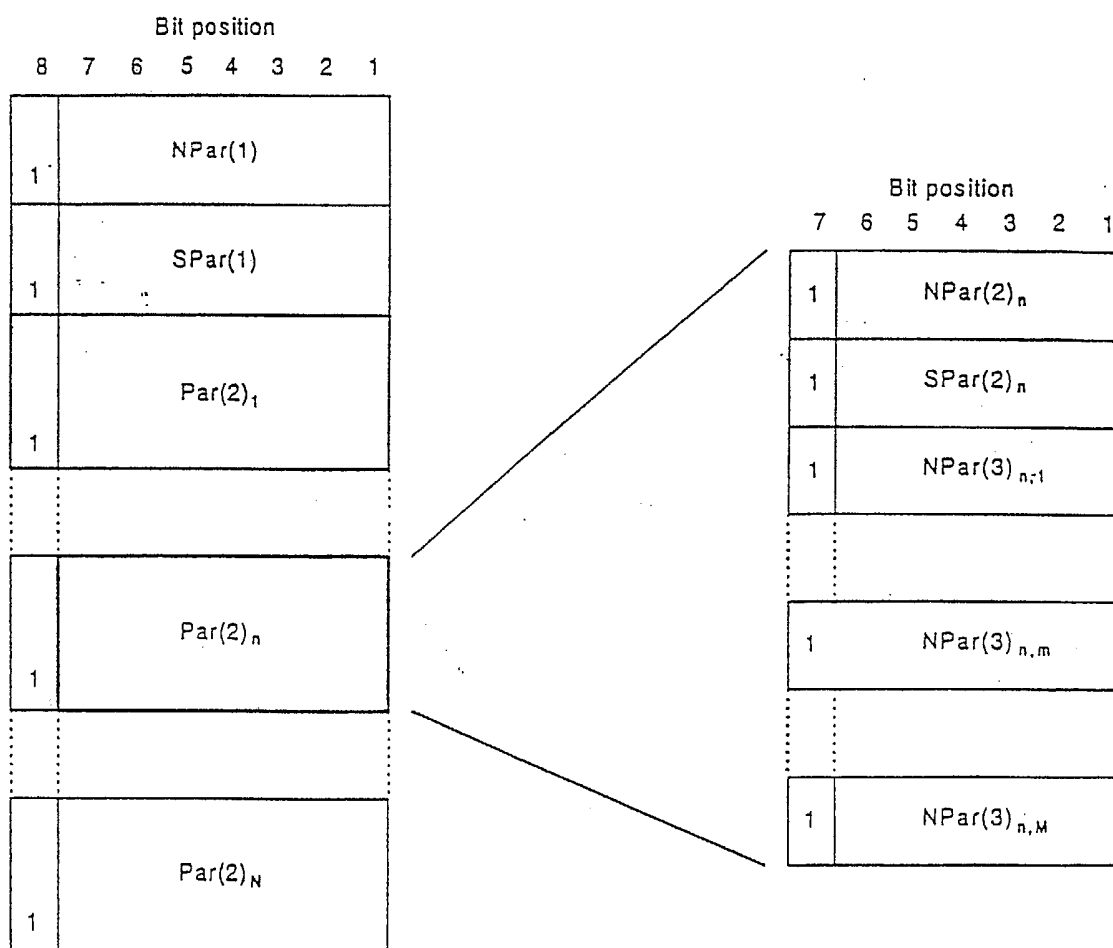 Bit position
8 7 6 5 4 3 2 1
NPar(1)
1
SPar(1)
1
Par(2)₁
1
Par(2)ₙ
1
Par(2)N
1
Bit position
7 6 5 4 3 2 1
1 NPar(2)ₙ
1 SPar(2)ₙ
1 NPar(3)n,1
1 NPar(3)n,m
1 NPar(3)n,M